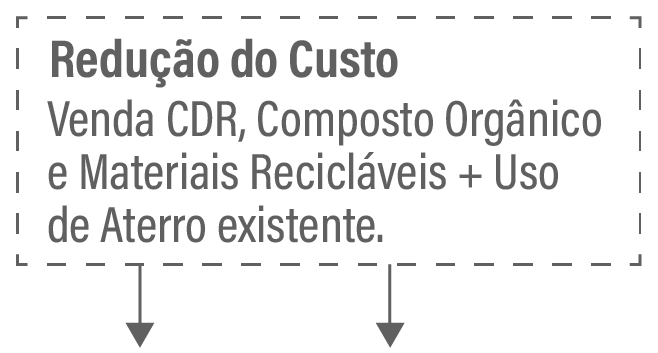 Redução do Custo
Venda CDR, Composto Orgânico
e Materiais Recicláveis + Uso
de Aterro existente.